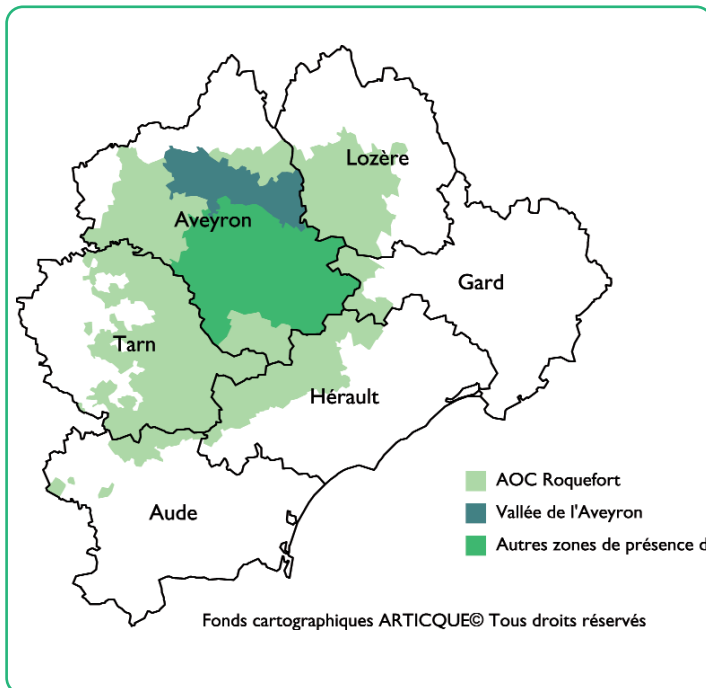 Lozère
Aveyron
Gard
Tarn
Hérault
Aude
AOC Roquefort
Vallée de l'Aveyron
Autres zones de présence d
Fonds cartographiques ARTICQUE© Tous droits réservés